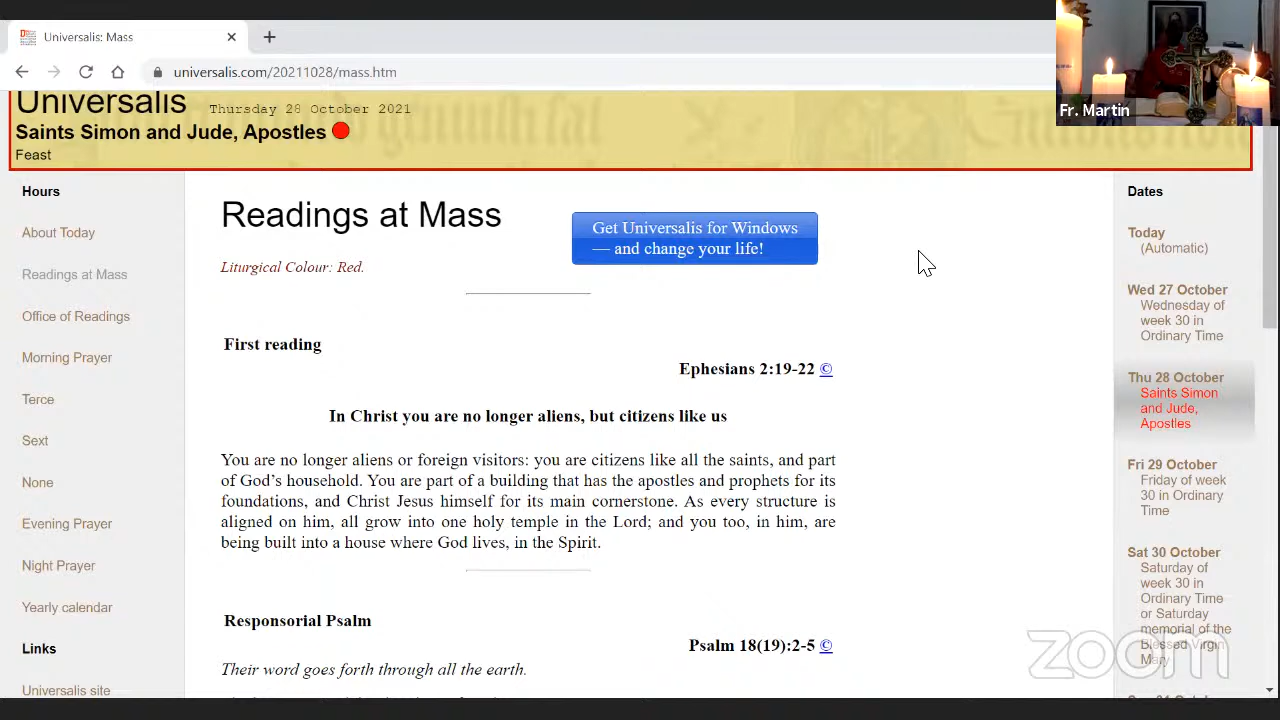 Universalis: Mass
universalis.com/20211028/mass.htm
Fr. Martin
Universalis Thursday 28 October 2021
Saints Simon and Jude, Apostles
Feast
Hours
About Today
Readings at Mass
Office of Readings
Morning Prayer
Terce
Sext
None
Evening Prayer
Night Prayer
Yearly calendar
Links
Universalis site
Readings at Mass
Get Universalis for Windows
— and change your life!
Liturgical Colour: Red.
First reading
Ephesians 2:19-22 ©
In Christ you are no longer aliens, but citizens like us
You are no longer aliens or foreign visitors: you are citizens like all the saints, and part
of God’s household. You are part of a building that has the apostles and prophets for its
foundations, and Christ Jesus himself for its main cornerstone. As every structure is
aligned on him, all grow into one holy temple in the Lord; and you too, in him, are
being built into a house where God lives, in the Spirit.
Responsorial Psalm
Psalm 18(19):2-5 ©
Their word goes forth through all the earth.
Dates
Today
(Automatic)
Wed 27 October
Wednesday of
week 30 in
Ordinary Time
Thu 28 October
Saints Simon
and Jude,
Apostles
Fri 29 October
Friday of week
30 in Ordinary
Time
Sat 30 October
Saturday of
week 30 in
Ordinary Time
or Saturday
memorial of the
Blessed Virgin
Mary
zoom